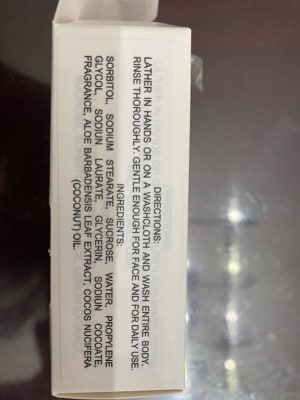 DIRECTIONS:
LATHER IN HANDS OR ON A WASHCLOTH AND WASH ENTIRE BODY.
RINSE THOROUGHLY. GENTLE ENOUGH FOR FACE AND FOR DAILY USE.
INGREDIENTS:
SORBITOL, SODIUM STEARATE, SUCROSE, WATER, PROPYLENE
GLYCOL, SODIUN LAURATE, GLYCERIN, SODIUN COCOATE,
FRAGRANCE, ALOE BARBADENSIS LEAF EXTRACT, COCOS NUCIFERA
(COCONUT) OIL.